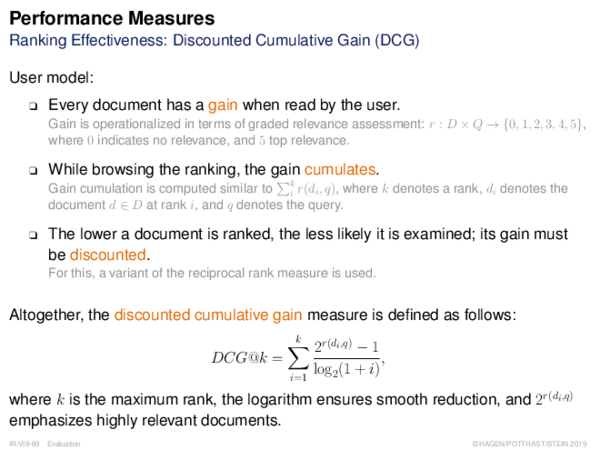 Performance Measures
Ranking Effectiveness: Discounted Cumulative Gain (DCG)
User model:
❑ Every document has a gain when read by the user.
Gain is operationalized in terms of graded relevance assessment: r : D × Q → {0, 1, 2, 3, 4, 5},
where 0 indicates no relevance, and 5 top relevance.
❑ While browsing the ranking, the gain cumulates.
Gain cumulation is computed similar to ∑_i^k r(d_i, q), where k denotes a rank, d_i denotes the
document d ∈ D at rank i, and q denotes the query.
❑ The lower a document is ranked, the less likely it is examined; its gain must
be discounted.
For this, a variant of the reciprocal rank measure is used.
Altogether, the discounted cumulative gain measure is defined as follows:
DCG@k = ∑_{i=1}^{k} (2^{r(d_i,q)} − 1) / (log_2(1 + i)),
where k is the maximum rank, the logarithm ensures smooth reduction, and 2^{r(d_i,q)}
emphasizes highly relevant documents.
IR:VIII-69 Evaluation ©HAGEN/POTTHAST/STEIN 2019